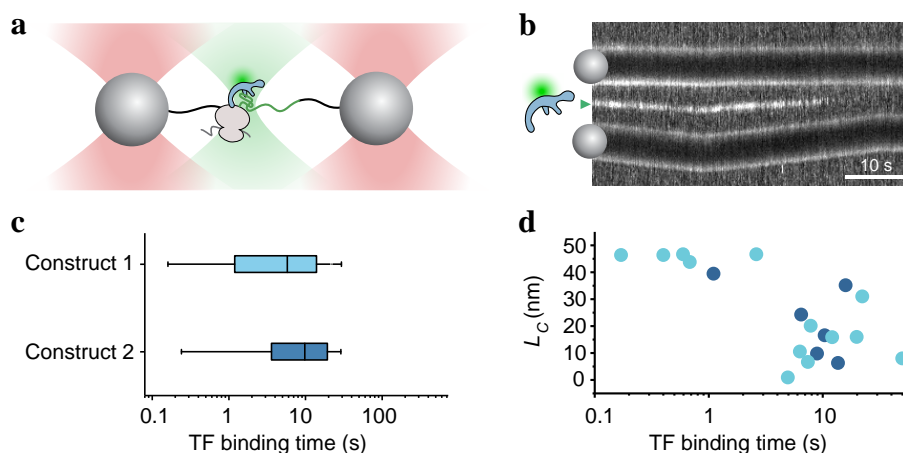 a
b
10 s
c
Construct 1
Construct 2
0.1 1 10 100
TF binding time (s)
d
L_C (nm)
50
40
30
20
10
0
0.1 1 10
TF binding time (s)